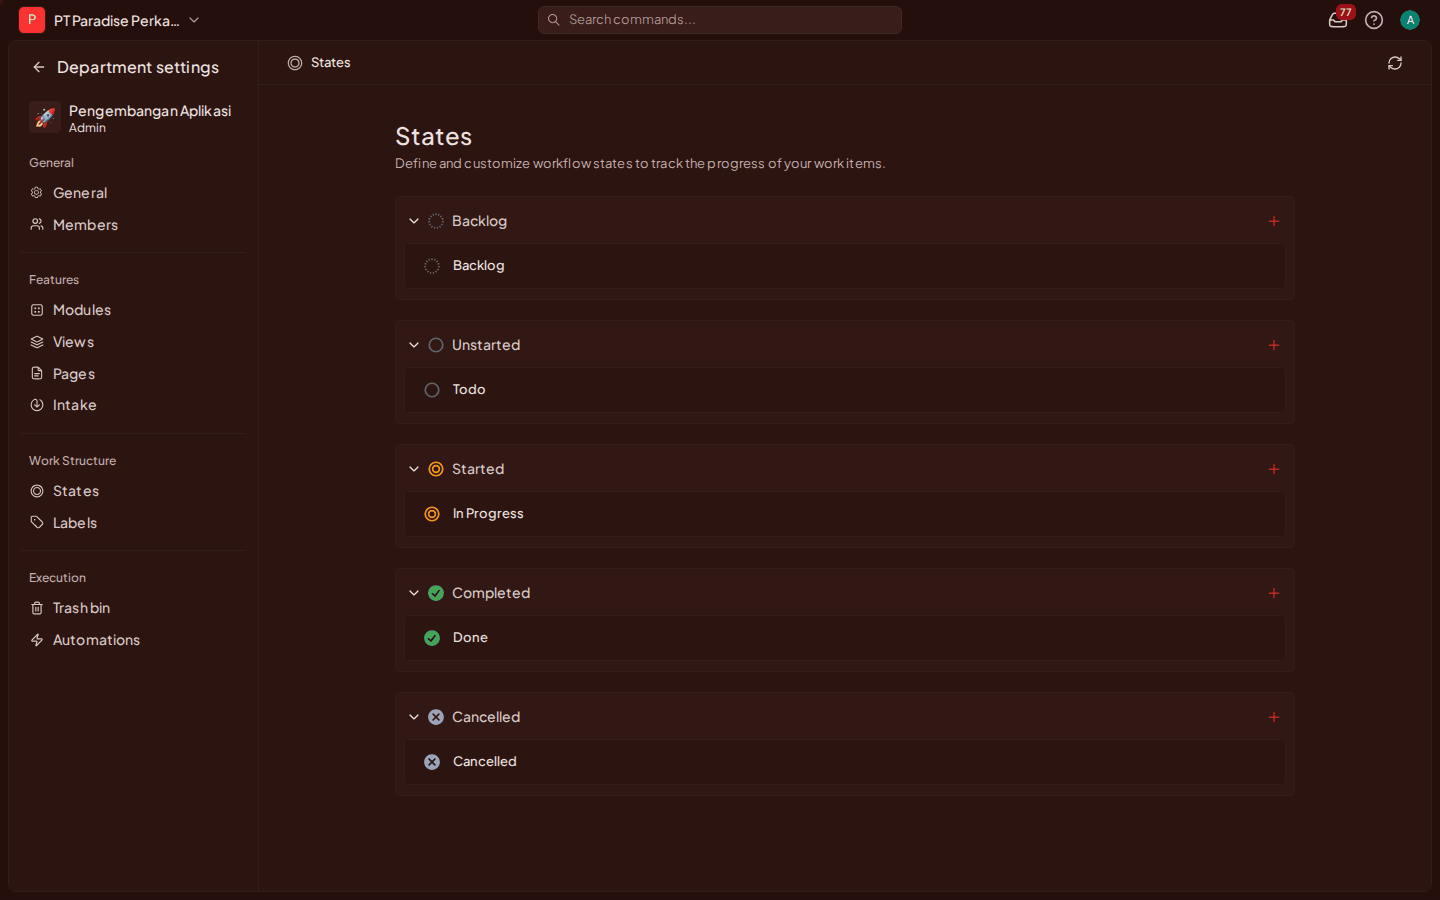 P PT Paradise Perka...
Search commands...
77
A
Department settings
Pengembangan Aplikasi
Admin
General
General
Members
Features
Modules
Views
Pages
Intake
Work Structure
States
Labels
Execution
Trash bin
Automations
States
States
Define and customize workflow states to track the progress of your work items.
Backlog
Backlog
Unstarted
Todo
Started
In Progress
Completed
Done
Cancelled
Cancelled